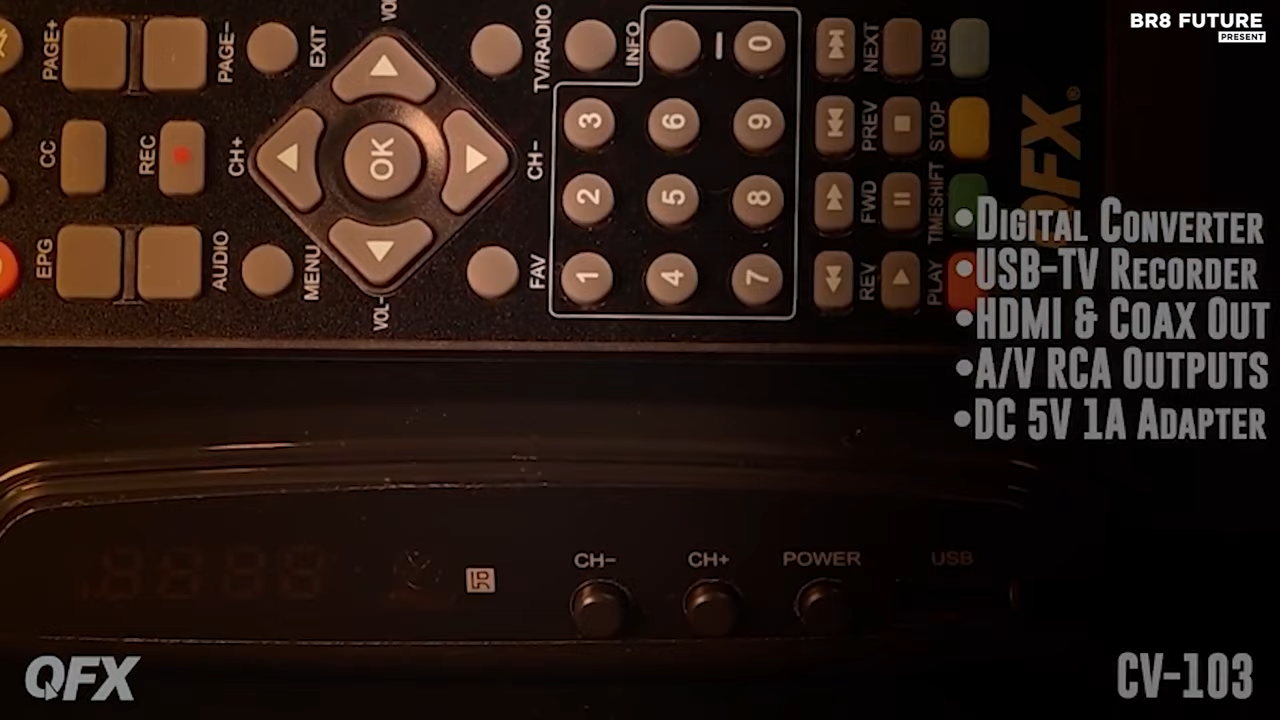 BR8 FUTURE
PRESENT
PAGE+
PAGE-
EXIT
TV/RADIO
INFO
0
NEXT
USB
CC
REC
CH+
OK
CH-
3
6
9
PREV
STOP
QFX®
2
5
8
FWD
TIMESHIFT
EPG
AUDIO
MENU
VOL-
FAV
1
4
7
REV
PLAY
•Digital Converter
•USB-TV Recorder
•HDMI & Coax Out
•A/V RCA Outputs
•DC 5V 1A Adapter
CH-
CH+
POWER
USB
QFX
CV-103